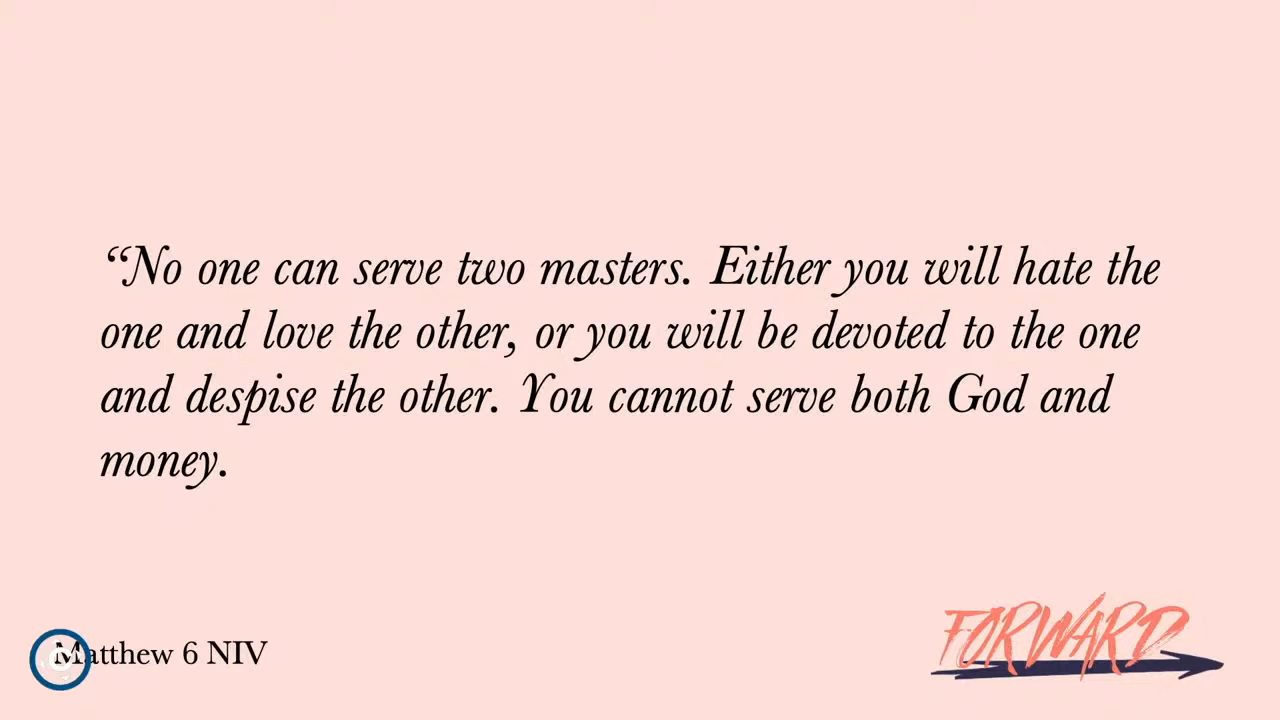 “No one can serve two masters. Either you will hate the
one and love the other, or you will be devoted to the one
and despise the other. You cannot serve both God and
money.
Matthew 6 NIV
FORWARD